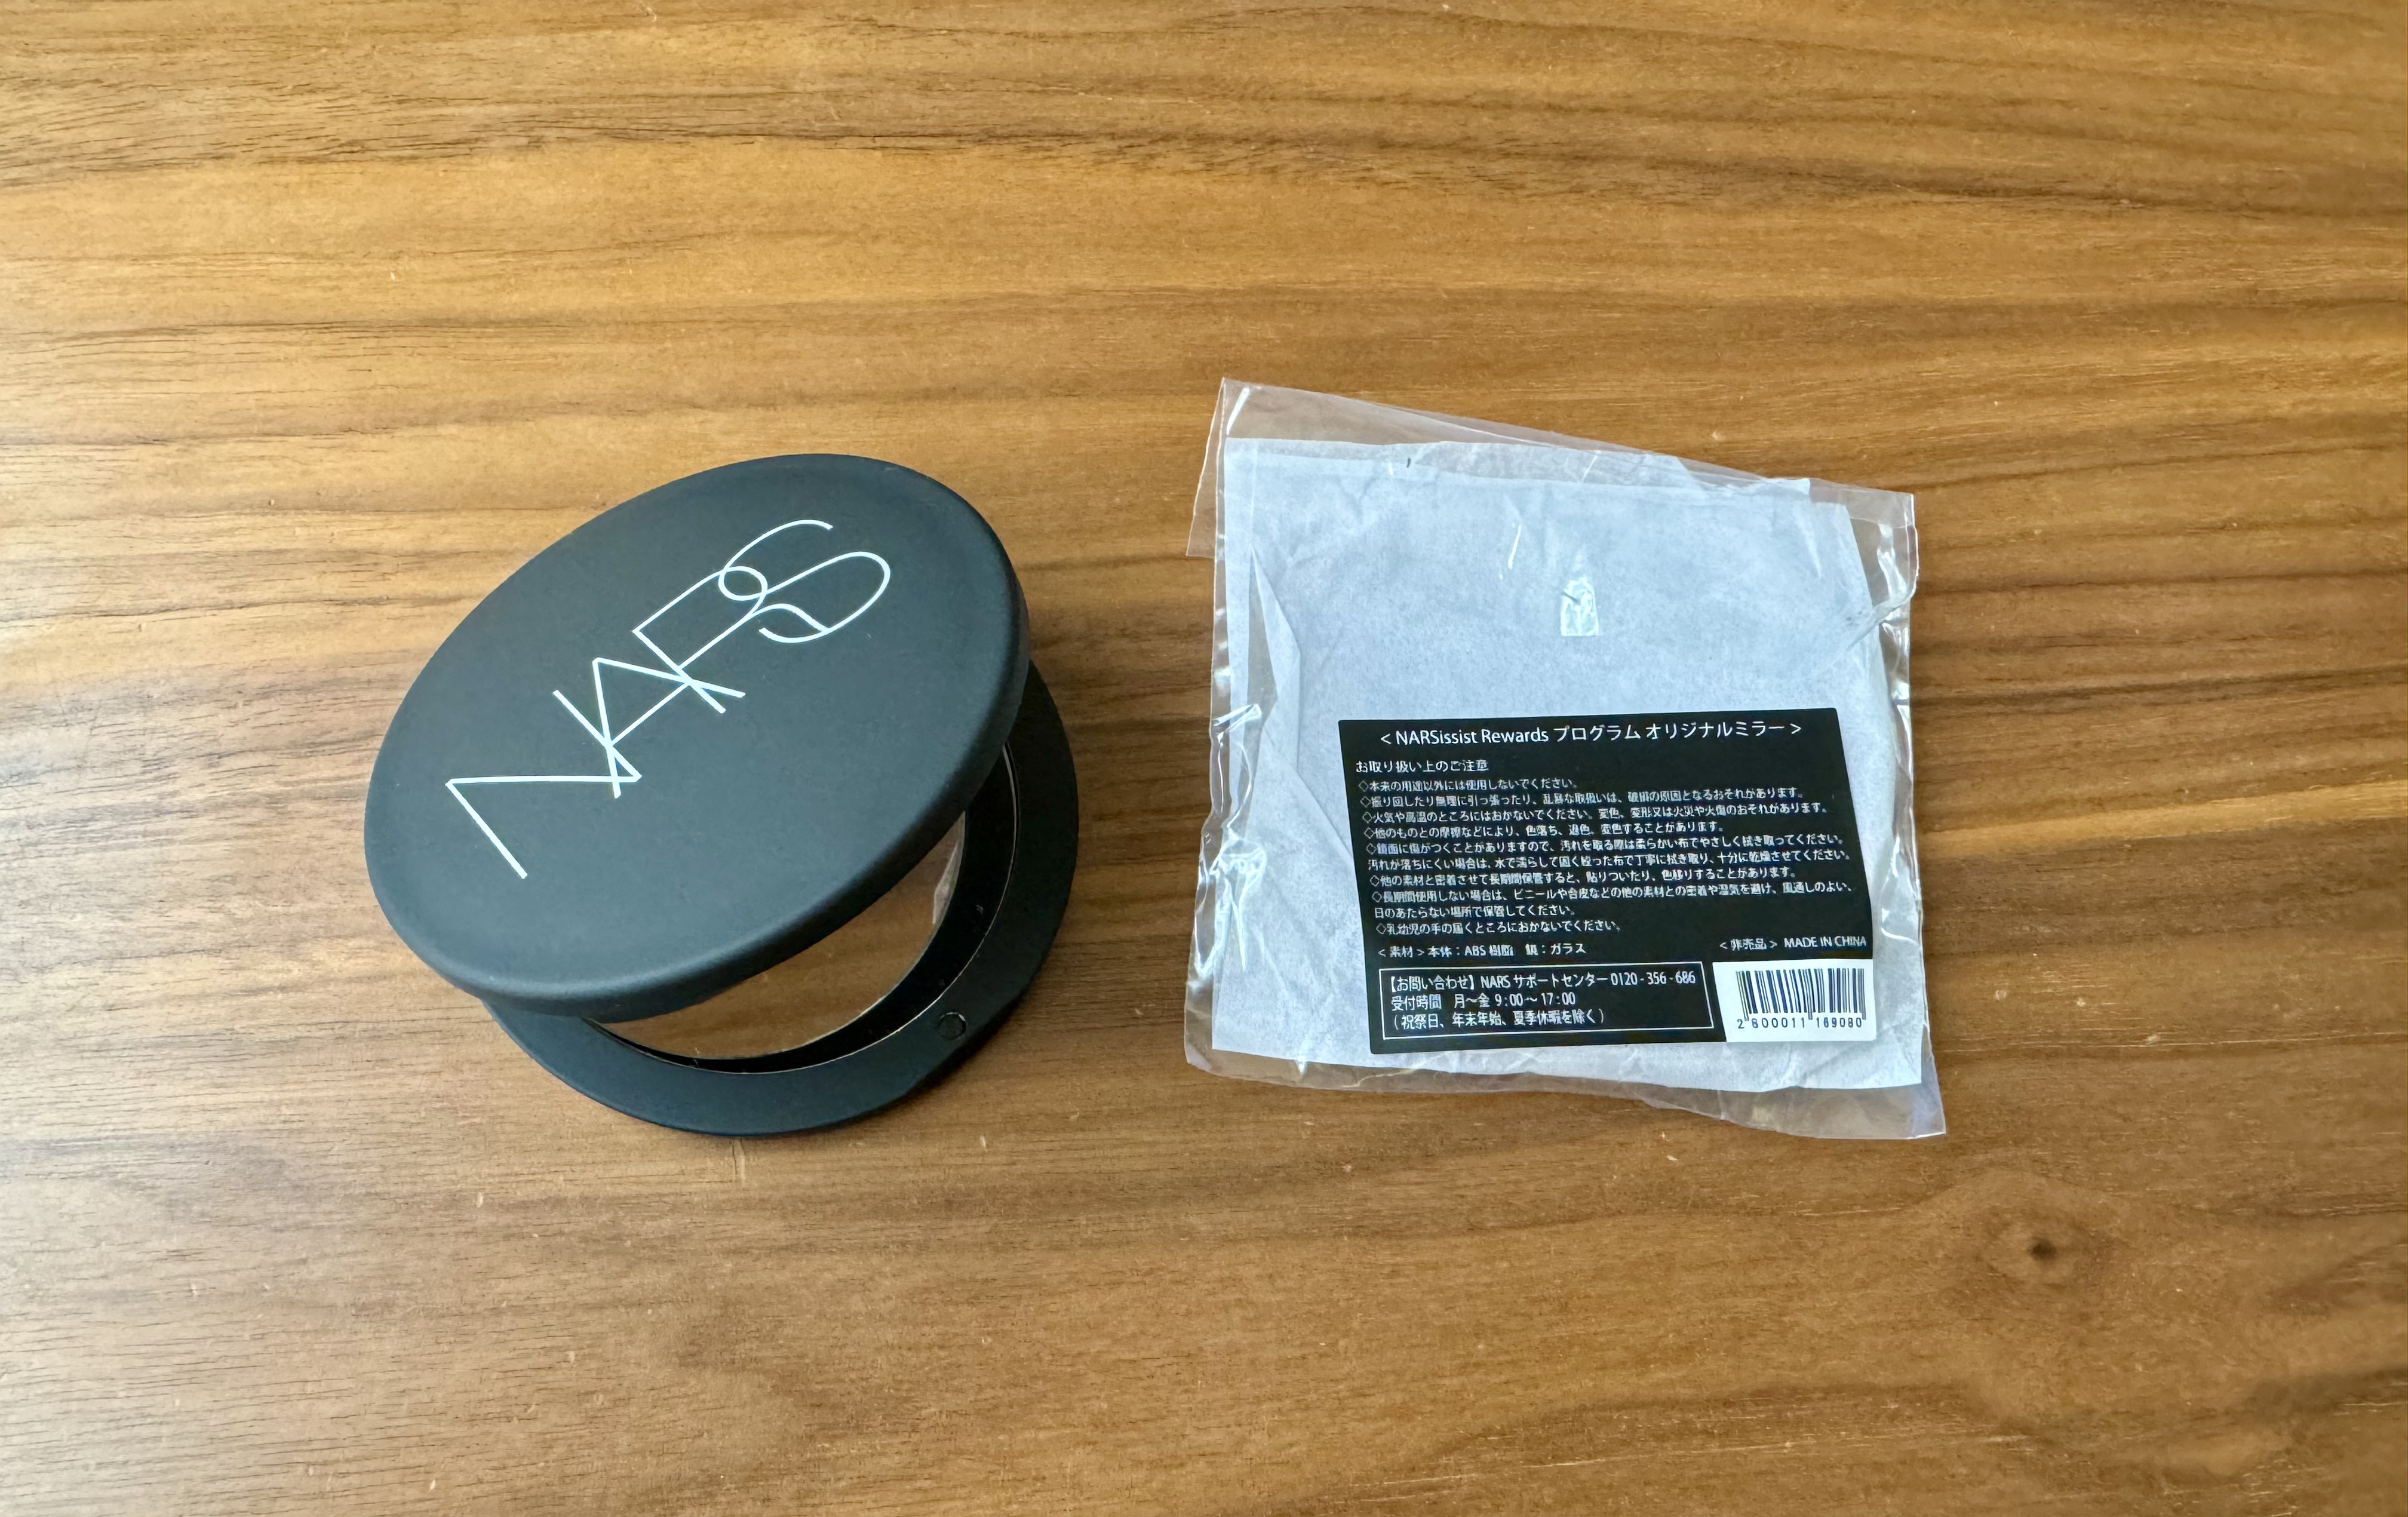 NARS
< NARSissist Rewards プログラム オリジナルミラー >
お取り扱い上のご注意
◇本来の用途以外には使用しないでください。
◇振り回したり無理に引っ張ったり、乱暴な取扱いは、破損の原因となるおそれがあります。
◇火気や高温のところにはおかないでください。変色、変形又は火災や火傷のおそれがあります。
◇他のものとの摩擦などにより、色落ち、退色、変色することがあります。
◇鏡面に傷がつくことがありますので、汚れを取る際は柔らかい布でやさしく拭き取ってください。
汚れが落ちにくい場合は、水で濡らして固く絞った布で丁寧に拭き取り、十分に乾燥させてください。
◇他の素材と密着させて長期間保管すると、貼りついたり、色移りすることがあります。
◇長期間使用しない場合は、ビニールや合皮などの他の素材との密着や湿気を避け、風通しのよい、
日のあたらない場所で保管してください。
◇乳幼児の手の届くところにおかないでください。
< 素材 > 本体 : ABS 樹脂　鏡 : ガラス
< 非売品 > MADE IN CHINA
【お問い合わせ】NARS サポートセンター 0120 - 356 - 686
受付時間　月〜金 9 : 00 〜 17 : 00
( 祝祭日、年末年始、夏季休暇を除く )
2 800011 169080